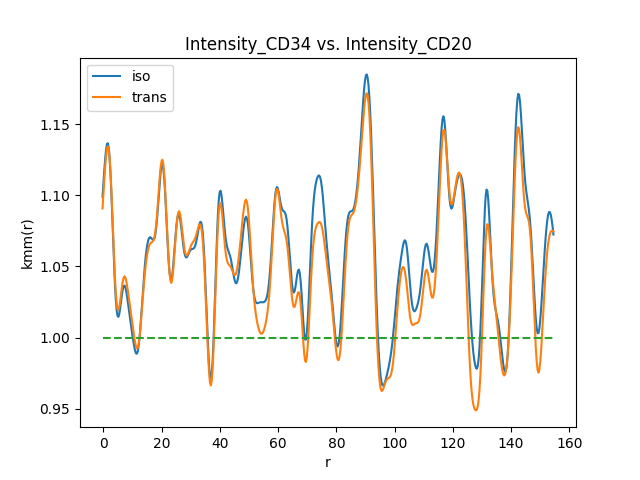 Intensity_CD34 vs. Intensity_CD20
iso
trans
kmm(r)
1.15
1.10
1.05
1.00
0.95
0 20 40 60 80 100 120 140 160
r